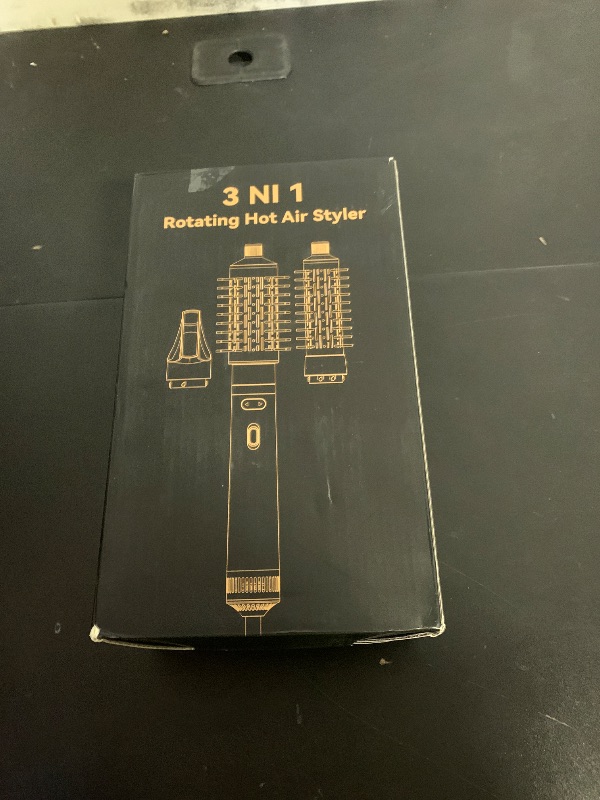 3 NI 1
Rotating Hot Air Styler